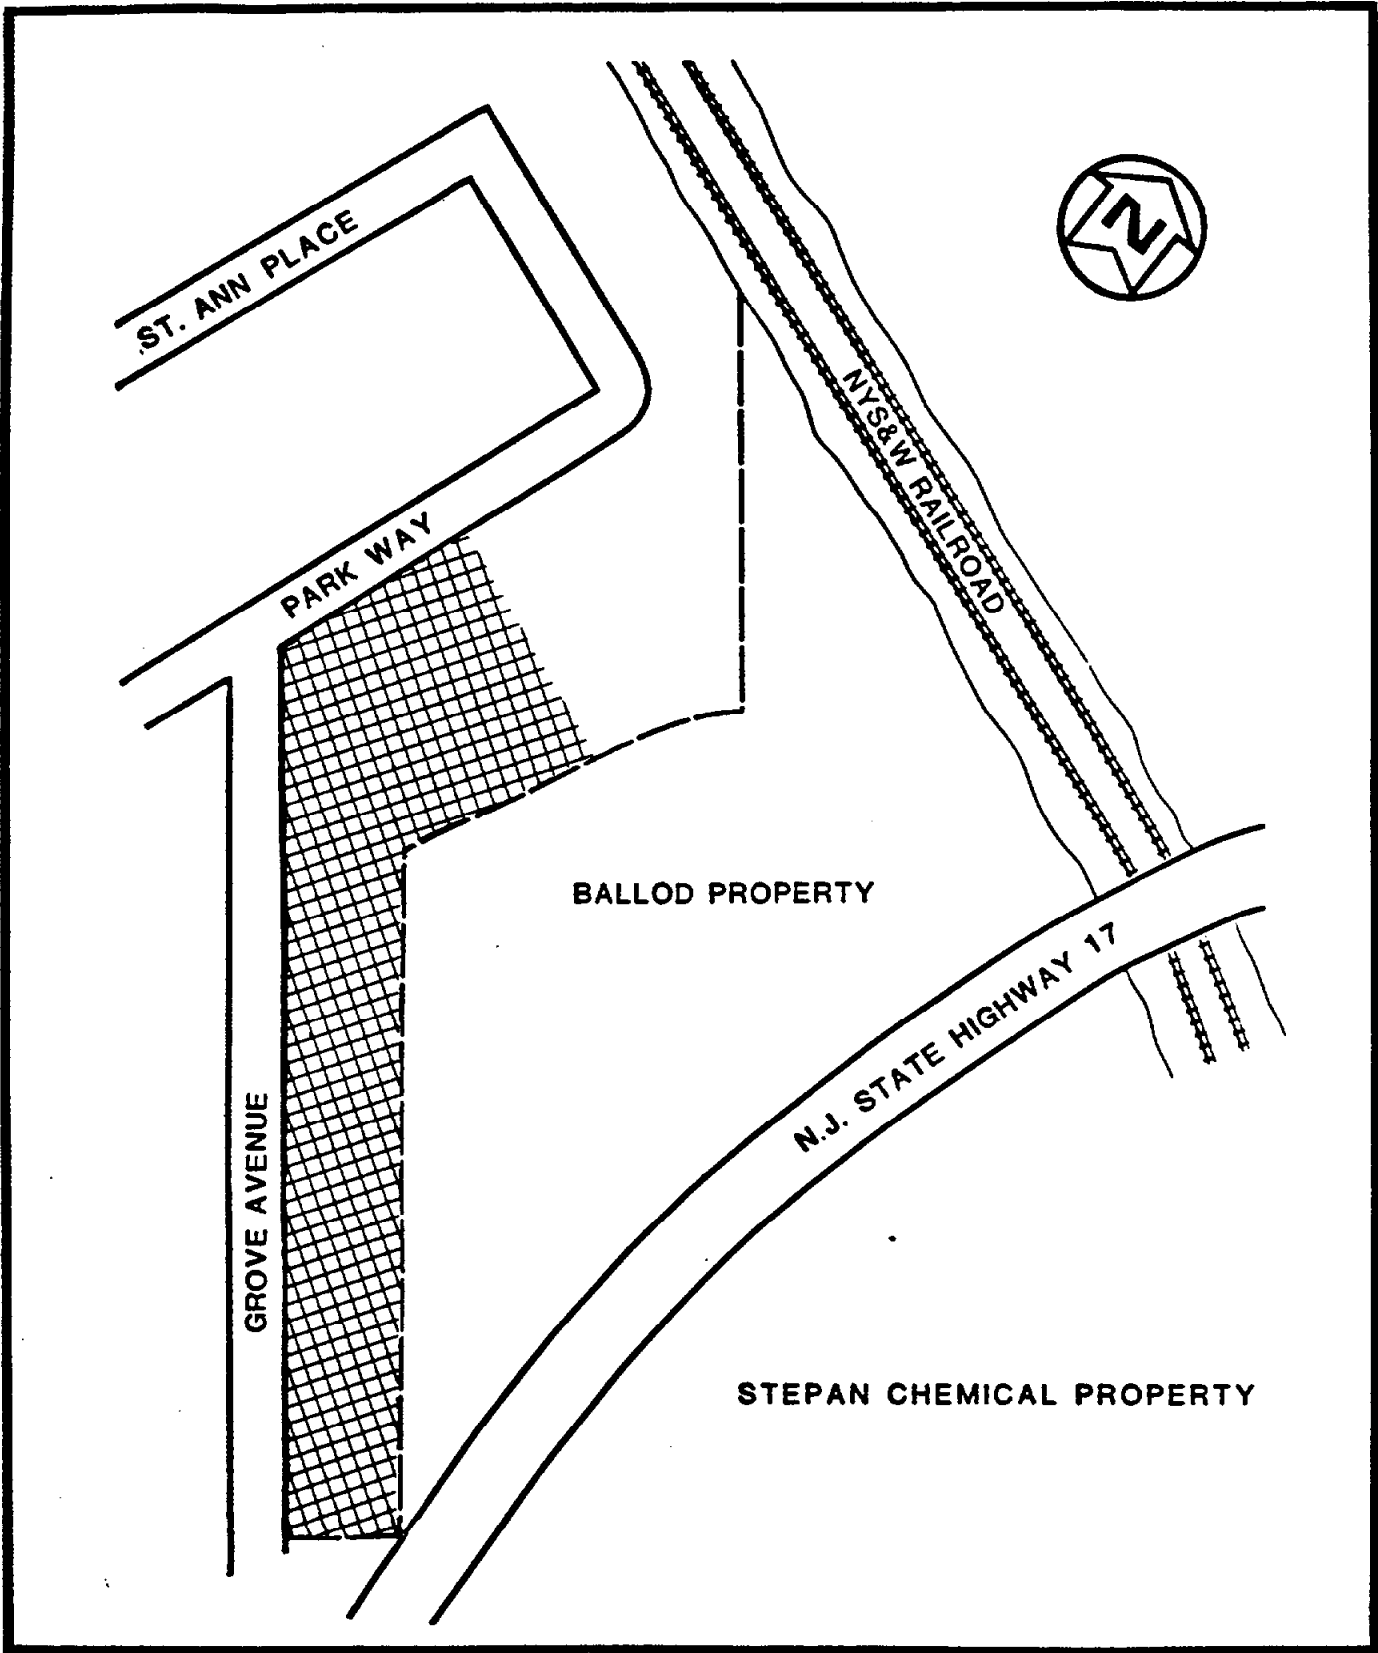 ST. ANN PLACE
N
NYS&W RAILROAD
PARK WAY
BALLOD PROPERTY
N.J. STATE HIGHWAY 17
GROVE AVENUE
STEPAN CHEMICAL PROPERTY